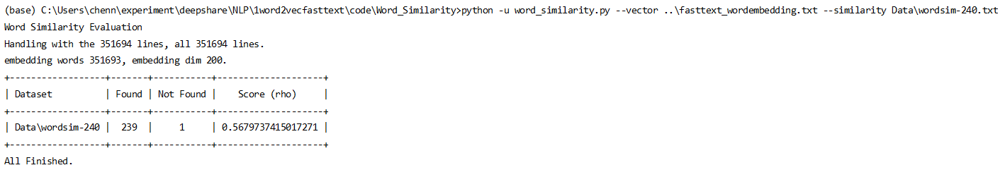 (base) C:\Users\chenn\experiment\deepshare\NLP\1word2vecfasttext\code\Word_Similarity>python -u word_similarity.py --vector ..\fasttext_wordembedding.txt --similarity Data\wordsim-240.txt
Word Similarity Evaluation
Handling with the 351694 lines, all 351694 lines.
embedding words 351693, embedding dim 200.
+------------------+-------+-----------+--------------------+
| Dataset          | Found | Not Found |    Score (rho)     |
+------------------+-------+-----------+--------------------+
| Data\wordsim-240 |  239  |     1     | 0.5679737415017271 |
+------------------+-------+-----------+--------------------+
All Finished.